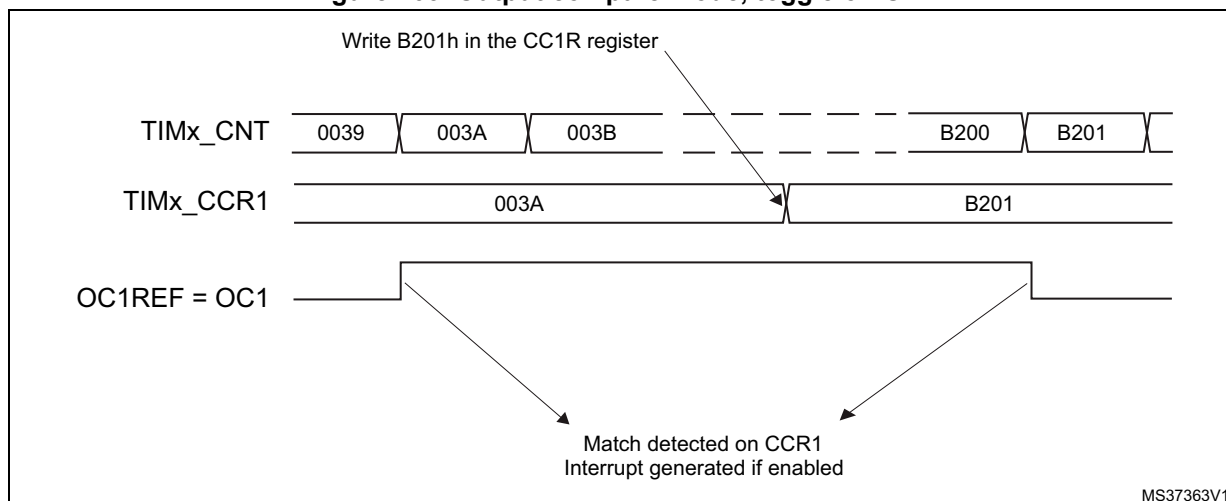 Write B201h in the CC1R register
TIMx_CNT 0039 003A 003B B200 B201
TIMx_CCR1 003A B201
OC1REF = OC1
Match detected on CCR1
Interrupt generated if enabled
MS37363V1